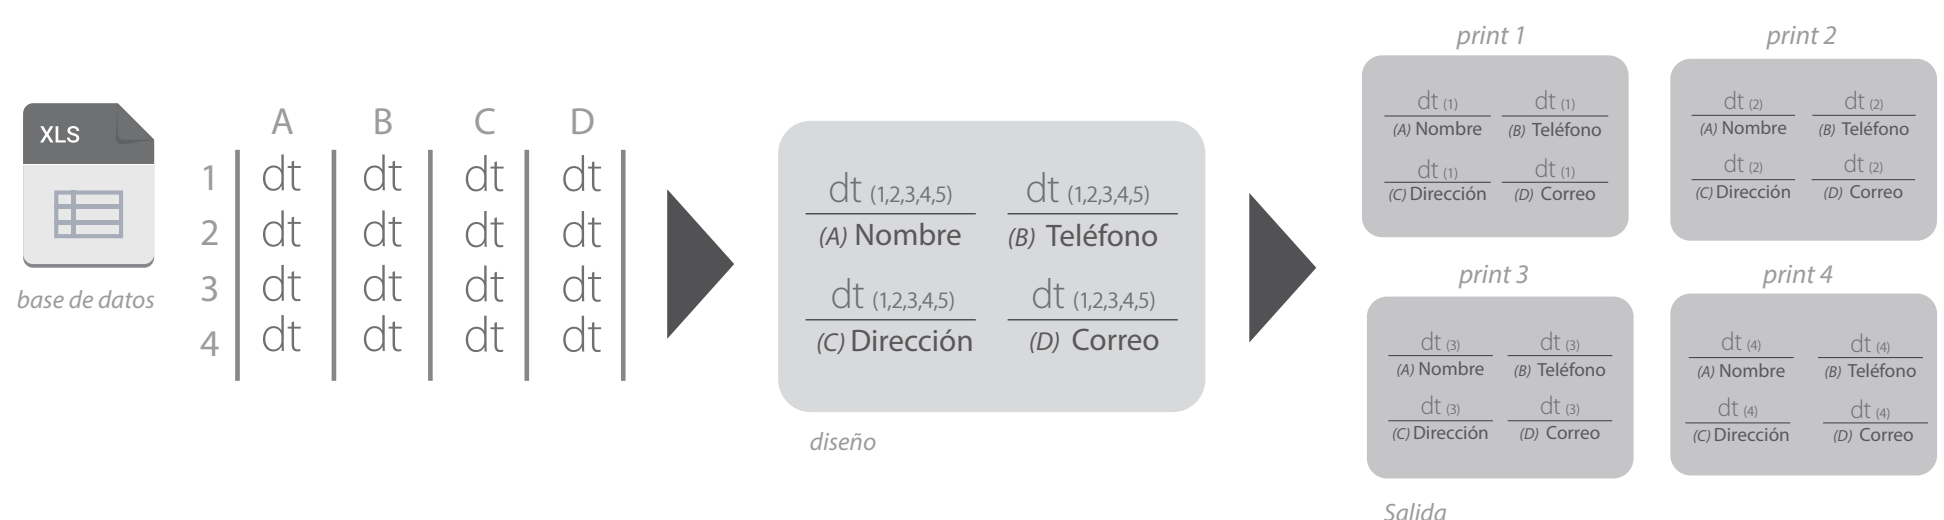 XLS
base de datos
A B C D
1 dt dt dt dt
2 dt dt dt dt
3 dt dt dt dt
4 dt dt dt dt
dt (1,2,3,4,5) dt (1,2,3,4,5)
(A) Nombre (B) Teléfono
dt (1,2,3,4,5) dt (1,2,3,4,5)
(C) Dirección (D) Correo
diseño
print 1
dt (1) dt (1)
(A) Nombre (B) Teléfono
dt (1) dt (1)
(C) Dirección (D) Correo
print 2
dt (2) dt (2)
(A) Nombre (B) Teléfono
dt (2) dt (2)
(C) Dirección (D) Correo
print 3
dt (3) dt (3)
(A) Nombre (B) Teléfono
dt (3) dt (3)
(C) Dirección (D) Correo
print 4
dt (4) dt (4)
(A) Nombre (B) Teléfono
dt (4) dt (4)
(C) Dirección (D) Correo
Salida